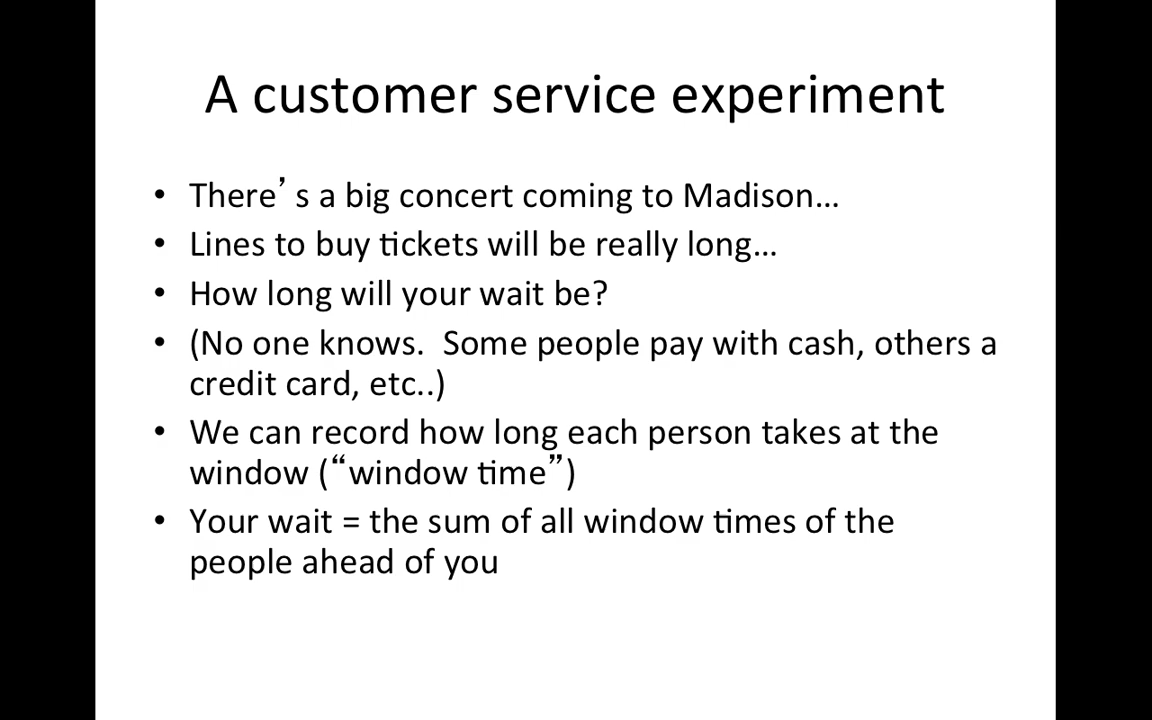 A customer service experiment
• There’s a big concert coming to Madison…
• Lines to buy tickets will be really long…
• How long will your wait be?
• (No one knows.  Some people pay with cash, others a
credit card, etc..)
• We can record how long each person takes at the
window (“window time”)
• Your wait = the sum of all window times of the
people ahead of you